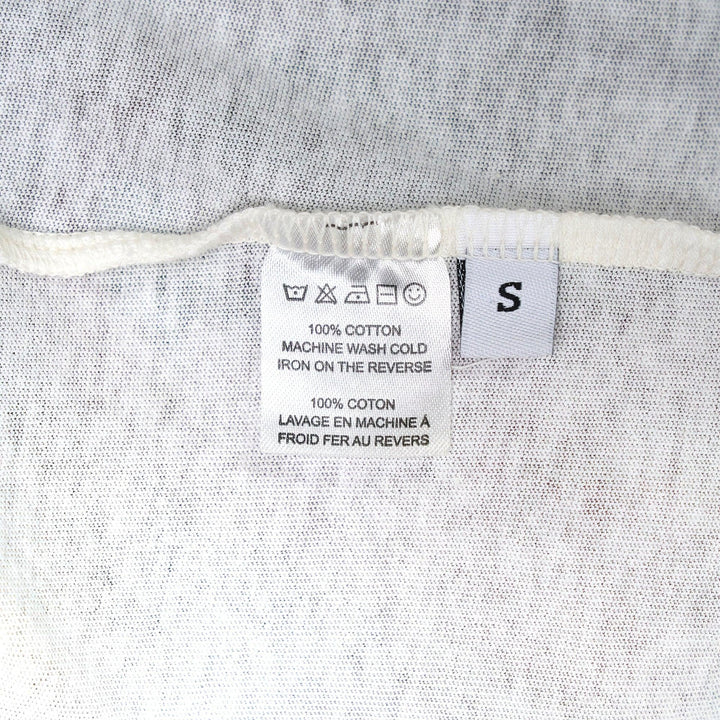 100% COTTON
MACHINE WASH COLD
IRON ON THE REVERSE
100% COTON
LAVAGE EN MACHINE Á
FROID FER AU REVERS
S